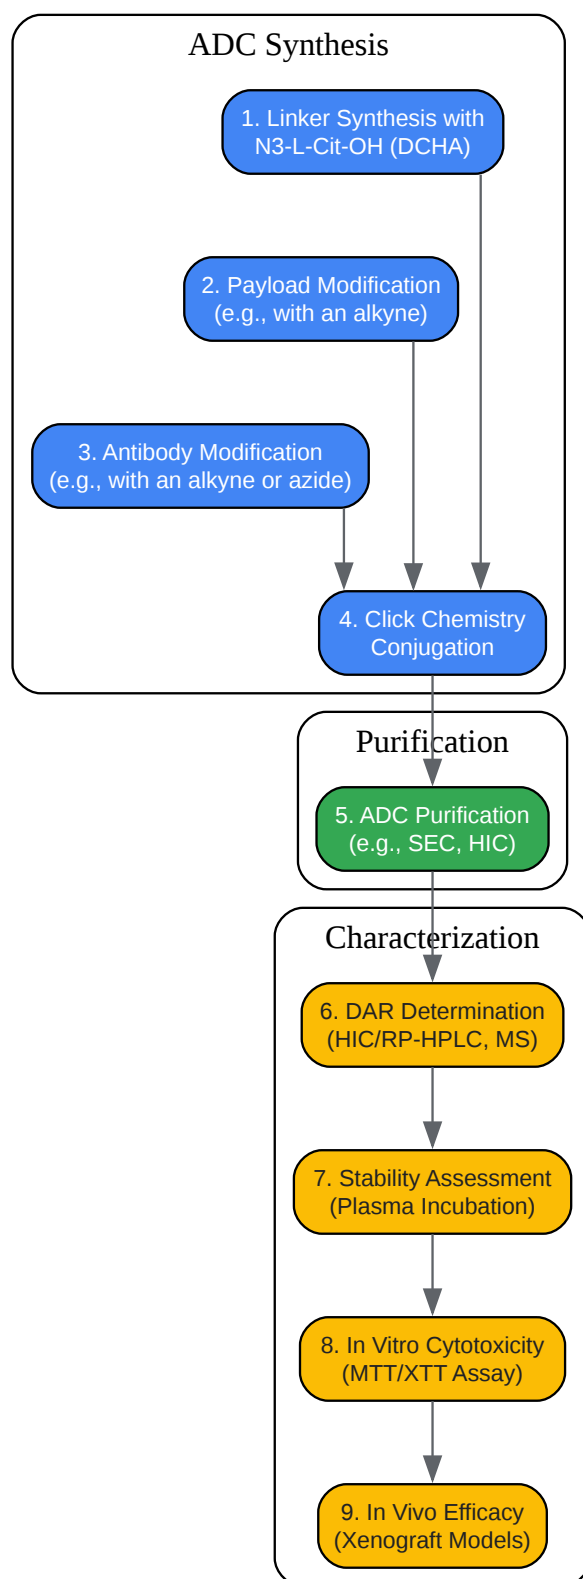 ADC Synthesis
1. Linker Synthesis with
N3-L-Cit-OH (DCHA)
2. Payload Modification
(e.g., with an alkyne)
3. Antibody Modification
(e.g., with an alkyne or azide)
4. Click Chemistry
Conjugation
Purification
5. ADC Purification
(e.g., SEC, HIC)
Characterization
6. DAR Determination
(HIC/RP-HPLC, MS)
7. Stability Assessment
(Plasma Incubation)
8. In Vitro Cytotoxicity
(MTT/XTT Assay)
9. In Vivo Efficacy
(Xenograft Models)